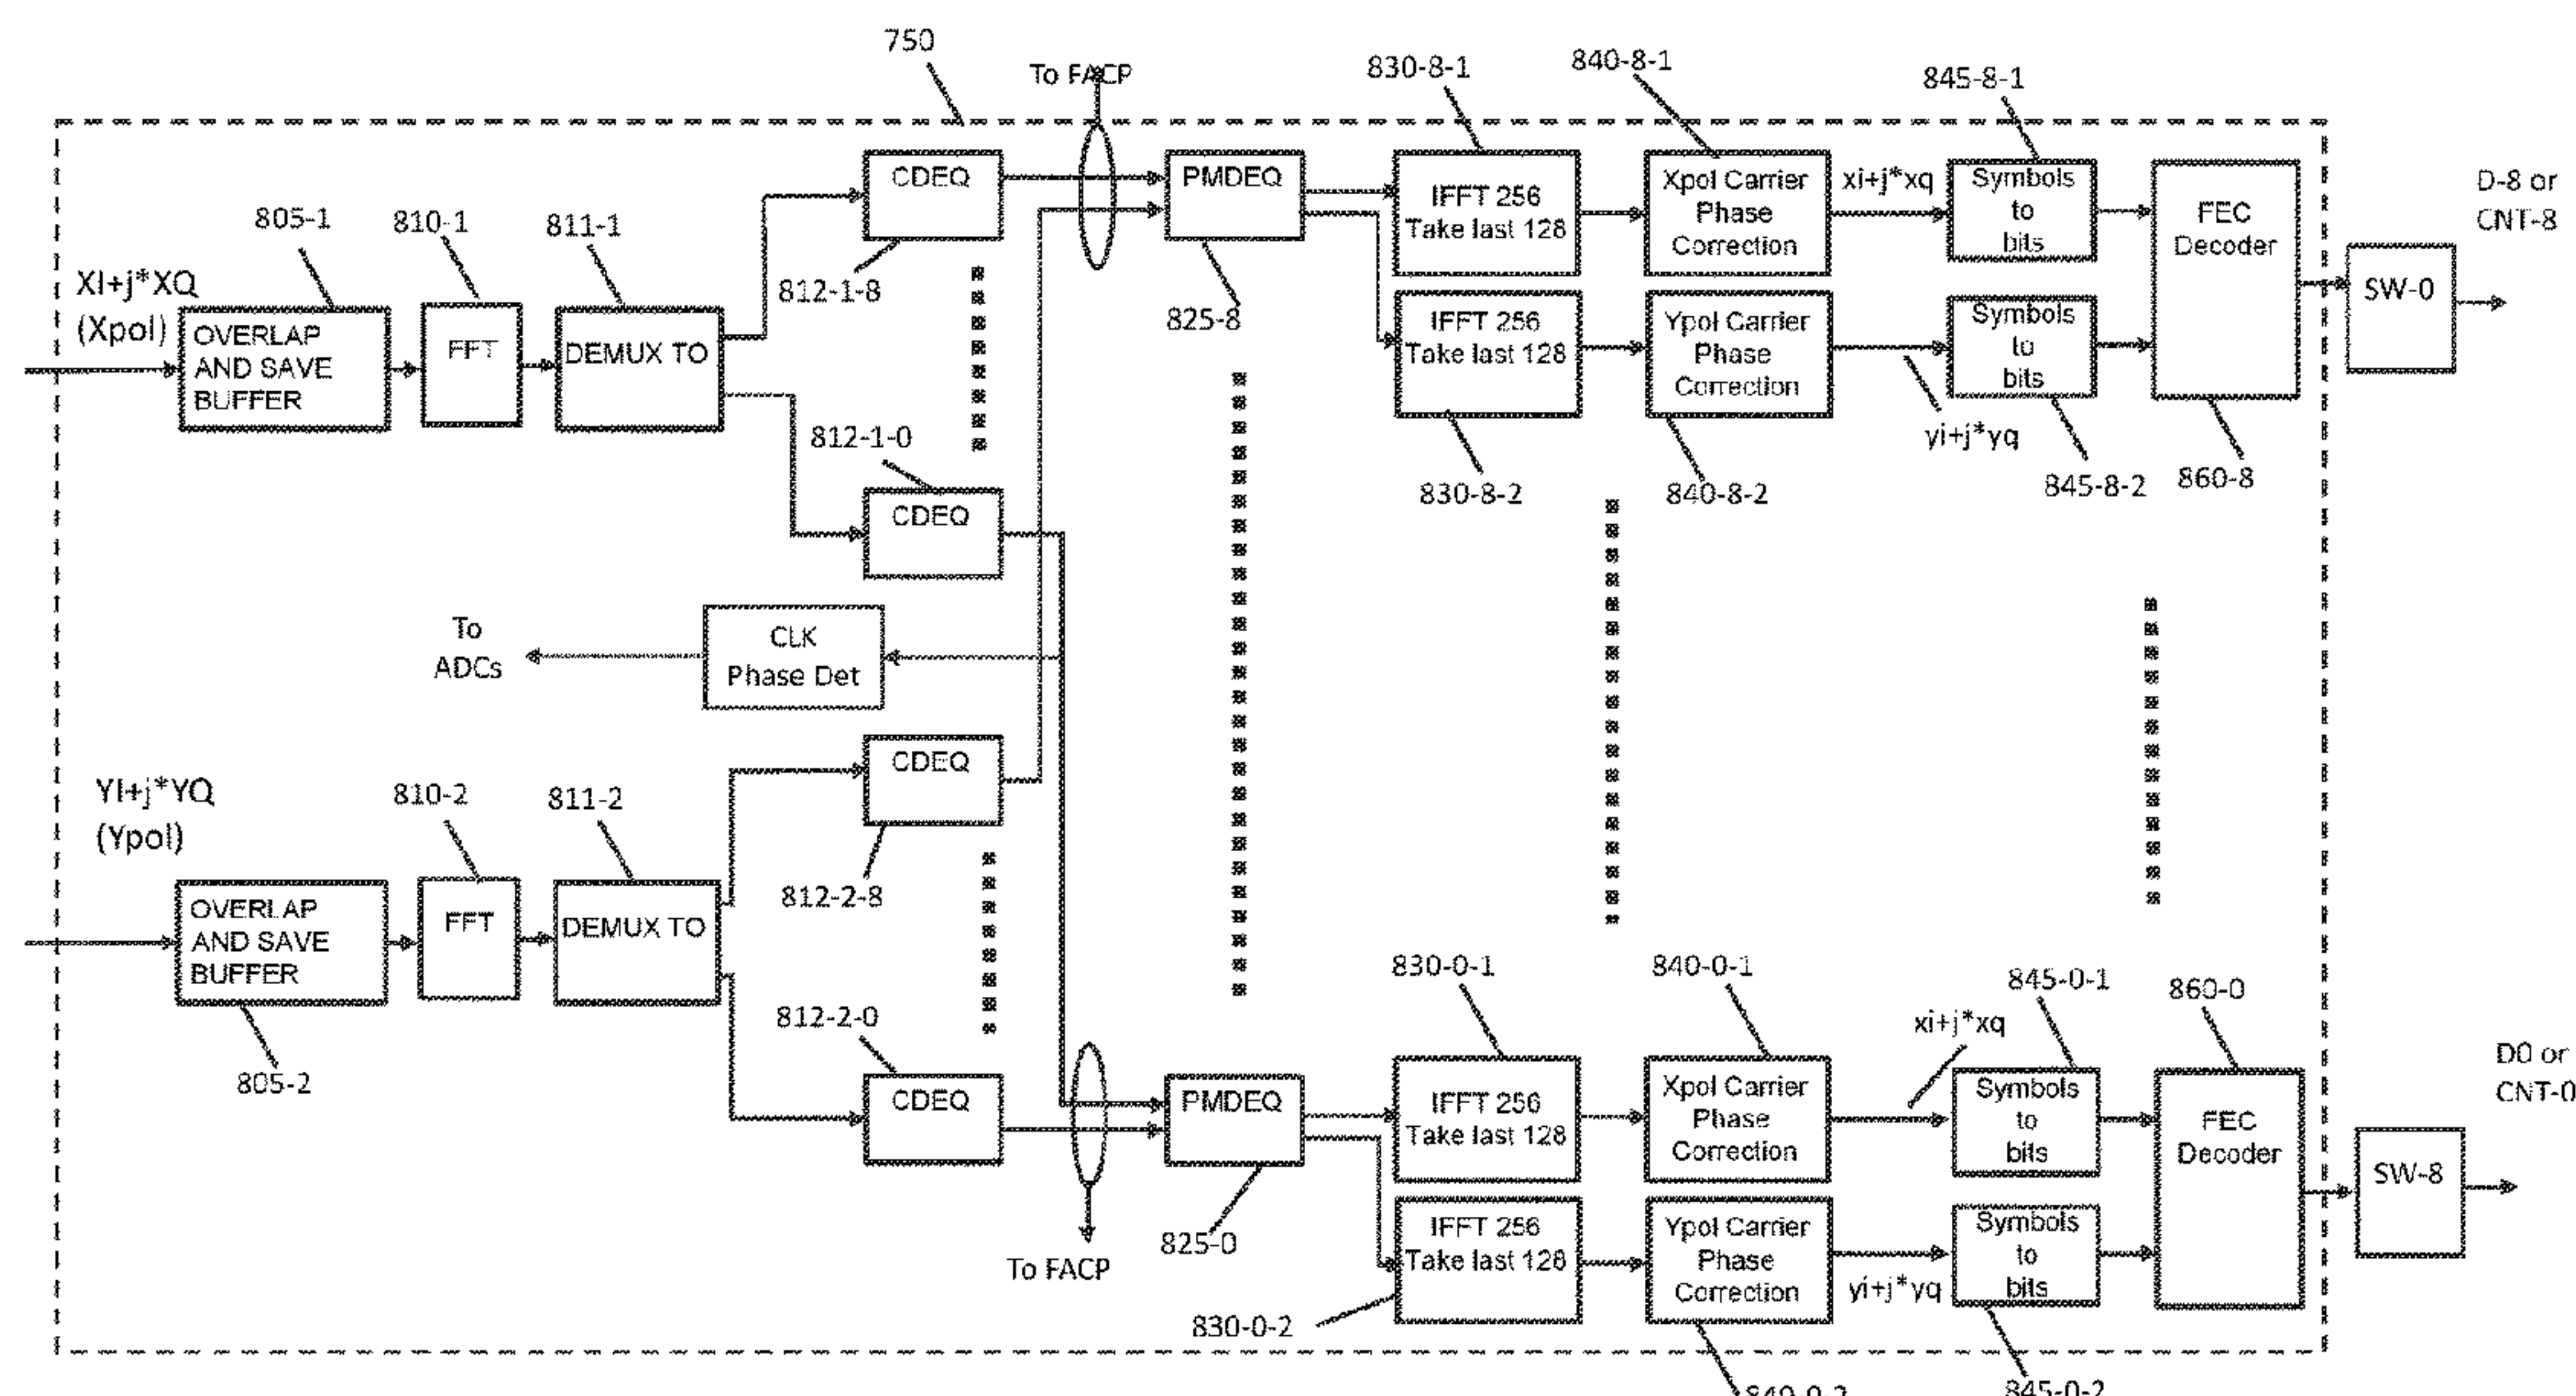 750
To FACP
830-8-1
840-8-1
845-8-1
CDEQ
PMDEQ
IFFT 256
Take last 128
Xpol Carrier
Phase
Correction
xi+j*xq
Symbols
to
bits
FEC
Decoder
D-8 or
CNT-8
805-1
810-1
811-1
812-1-8
XI+j*XQ
(Xpol)
OVERLAP
AND SAVE
BUFFER
FFT
DEMUX TO
825-8
IFFT 256
Take last 128
Ypol Carrier
Phase
Correction
Symbols
to
bits
SW-0
yi+j*yq
812-1-0
CDEQ
830-8-2
840-8-2
845-8-2
860-8
To
ADCs
CLK
Phase Det
CDEQ
YI+j*YQ
(Ypol)
810-2
811-2
812-2-8
OVERLAP
AND SAVE
BUFFER
FFT
DEMUX TO
805-2
812-2-0
CDEQ
PMDEQ
830-0-1
840-0-1
845-0-1
860-0
xi+j*xq
IFFT 256
Take last 128
Xpol Carrier
Phase
Correction
Symbols
to
bits
FEC
Decoder
D0 or
CNT-0
SW-8
825-0
To FACP
IFFT 256
Take last 128
Ypol Carrier
Phase
Correction
yi+j*yq
Symbols
to
bits
830-0-2
840-0-2
845-0-2